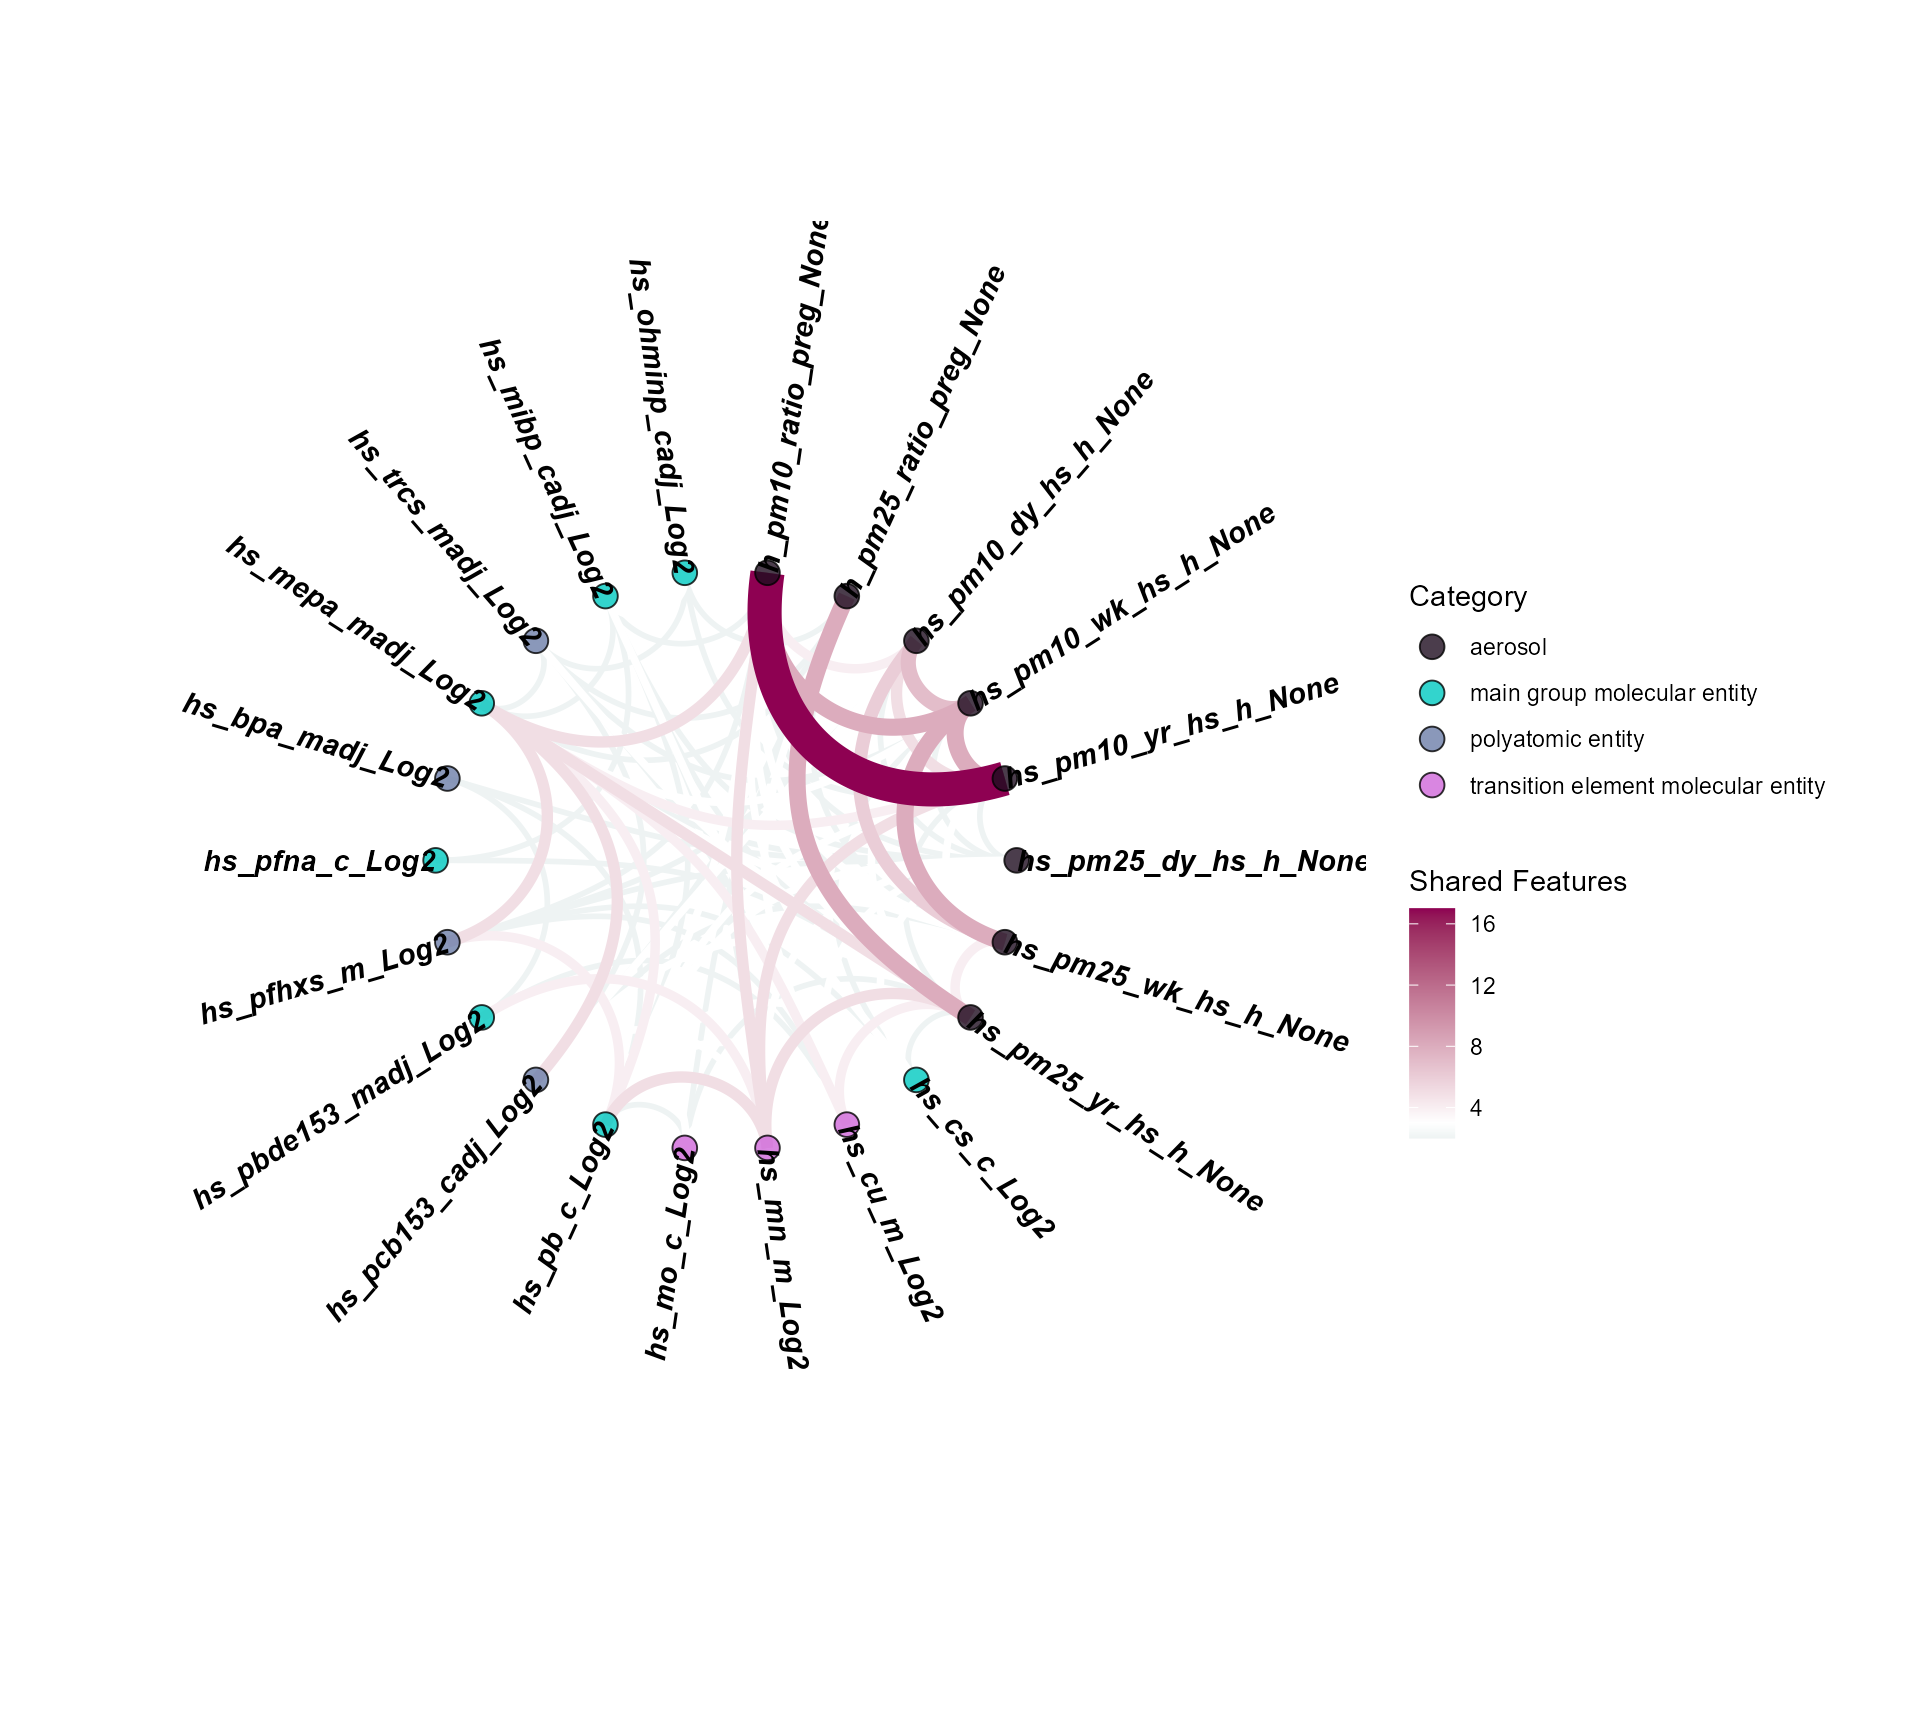 h_pm10_ratio_preg_None
h_pm25_ratio_preg_None
hs_pm10_dy_hs_h_None
hs_pm10_wk_hs_h_None
hs_pm10_yr_hs_h_None
hs_pm25_dy_hs_h_None
hs_pm25_wk_hs_h_None
hs_pm25_yr_hs_h_None
hs_cs_c_Log2
hs_cu_m_Log2
hs_mn_m_Log2
hs_mo_c_Log2
hs_pb_c_Log2
hs_pcb153_cadj_Log2
hs_pbde153_madj_Log2
hs_pfhxs_m_Log2
hs_pfna_c_Log2
hs_bpa_madj_Log2
hs_mepa_madj_Log2
hs_trcs_madj_Log2
hs_mibp_cadj_Log2
hs_ohminp_cadj_Log2
Category
aerosol
main group molecular entity
polyatomic entity
transition element molecular entity
Shared Features
16
12
8
4